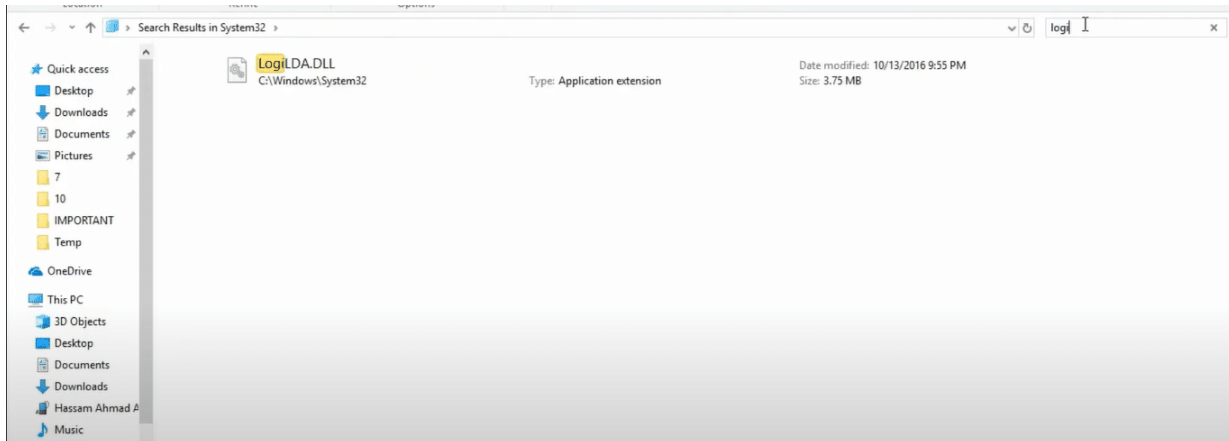 Search Results in System32
logi
Quick access
Desktop
Downloads
Documents
Pictures
7
10
IMPORTANT
Temp
OneDrive
This PC
3D Objects
Desktop
Documents
Downloads
Hassam Ahmad A
Music
LogiLDA.DLL
C:\Windows\System32
Type: Application extension
Date modified: 10/13/2016 9:55 PM
Size: 3.75 MB